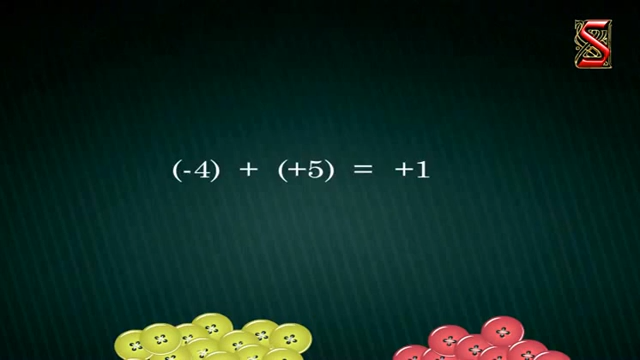 S
(-4) + (+5) = +1